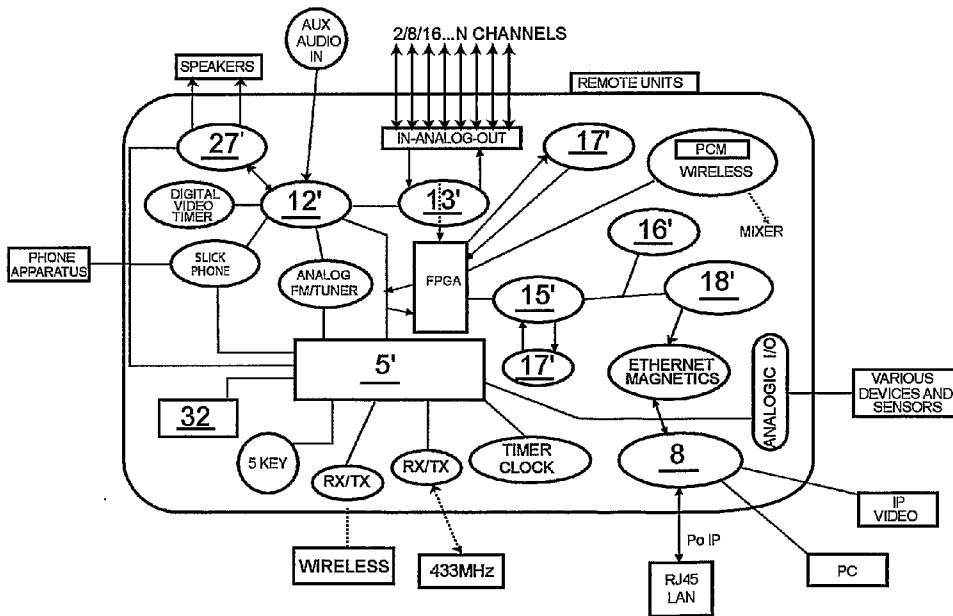 AUX
AUDIO
IN
2/8/16...N CHANNELS
SPEAKERS
REMOTE UNITS
IN-ANALOG-OUT
27'
17'
PCM
WIRELESS
DIGITAL
VIDEO
TIMER
12'
13'
MIXER
16'
PHONE
APPARATUS
SLICK
PHONE
ANALOG
FM/TUNER
FPGA
15'
18'
5'
17'
ETHERNET
MAGNETICS
ANALOGIC I/O
VARIOUS
DEVICES AND
SENSORS
32
5 KEY
RX/TX
RX/TX
TIMER
CLOCK
8
IP
VIDEO
WIRELESS
433MHz
Po IP
RJ45
LAN
PC